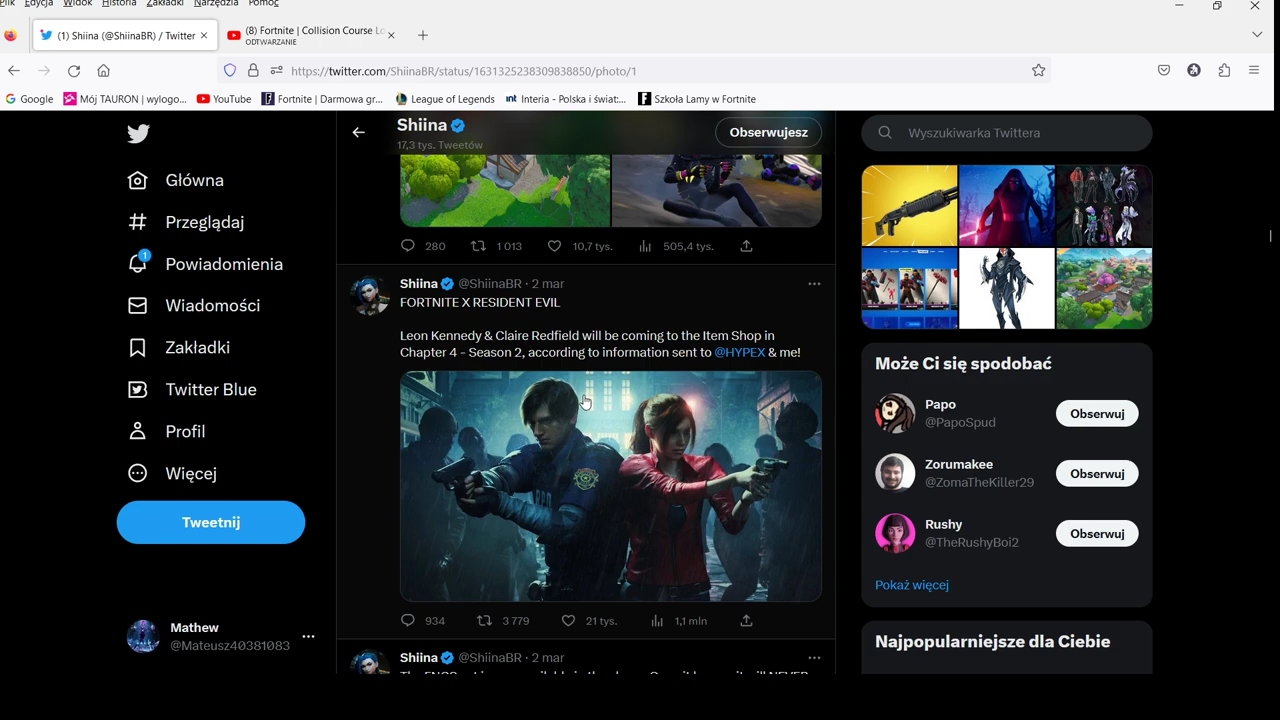 Plik Edycja Widok Historia Zakładki Narzędzia Pomoc
(1) Shiina (@ShiinaBR) / Twitter
(8) Fortnite | Collision Course Lo
ODTWARZANIE
https://twitter.com/ShiinaBR/status/1631325238309838850/photo/1
Google
Mój TAURON | wylogo...
YouTube
Fortnite | Darmowa gr...
League of Legends
int
Interia - Polska i świat:...
Szkoła Lamy w Fortnite
Główna
Przeglądaj
1
Powiadomienia
Wiadomości
Zakładki
Twitter Blue
Profil
Więcej
Tweetnij
Mathew
@Mateusz40381083
Shiina
17,3 tys. Tweetów
Obserwujesz
280 1 013 10,7 tys. 505,4 tys.
Shiina @ShiinaBR · 2 mar
FORTNITE X RESIDENT EVIL
Leon Kennedy & Claire Redfield will be coming to the Item Shop in
Chapter 4 - Season 2, according to information sent to @HYPEX & me!
934 3 779 21 tys. 1,1 mln
Shiina @ShiinaBR · 2 mar
Wyszukiwarka Twittera
Może Ci się spodobać
Papo
@PapoSpud
Obserwuj
Zorumakee
@ZomaTheKiller29
Obserwuj
Rushy
@TheRushyBoi2
Obserwuj
Pokaż więcej
Najpopularniejsze dla Ciebie